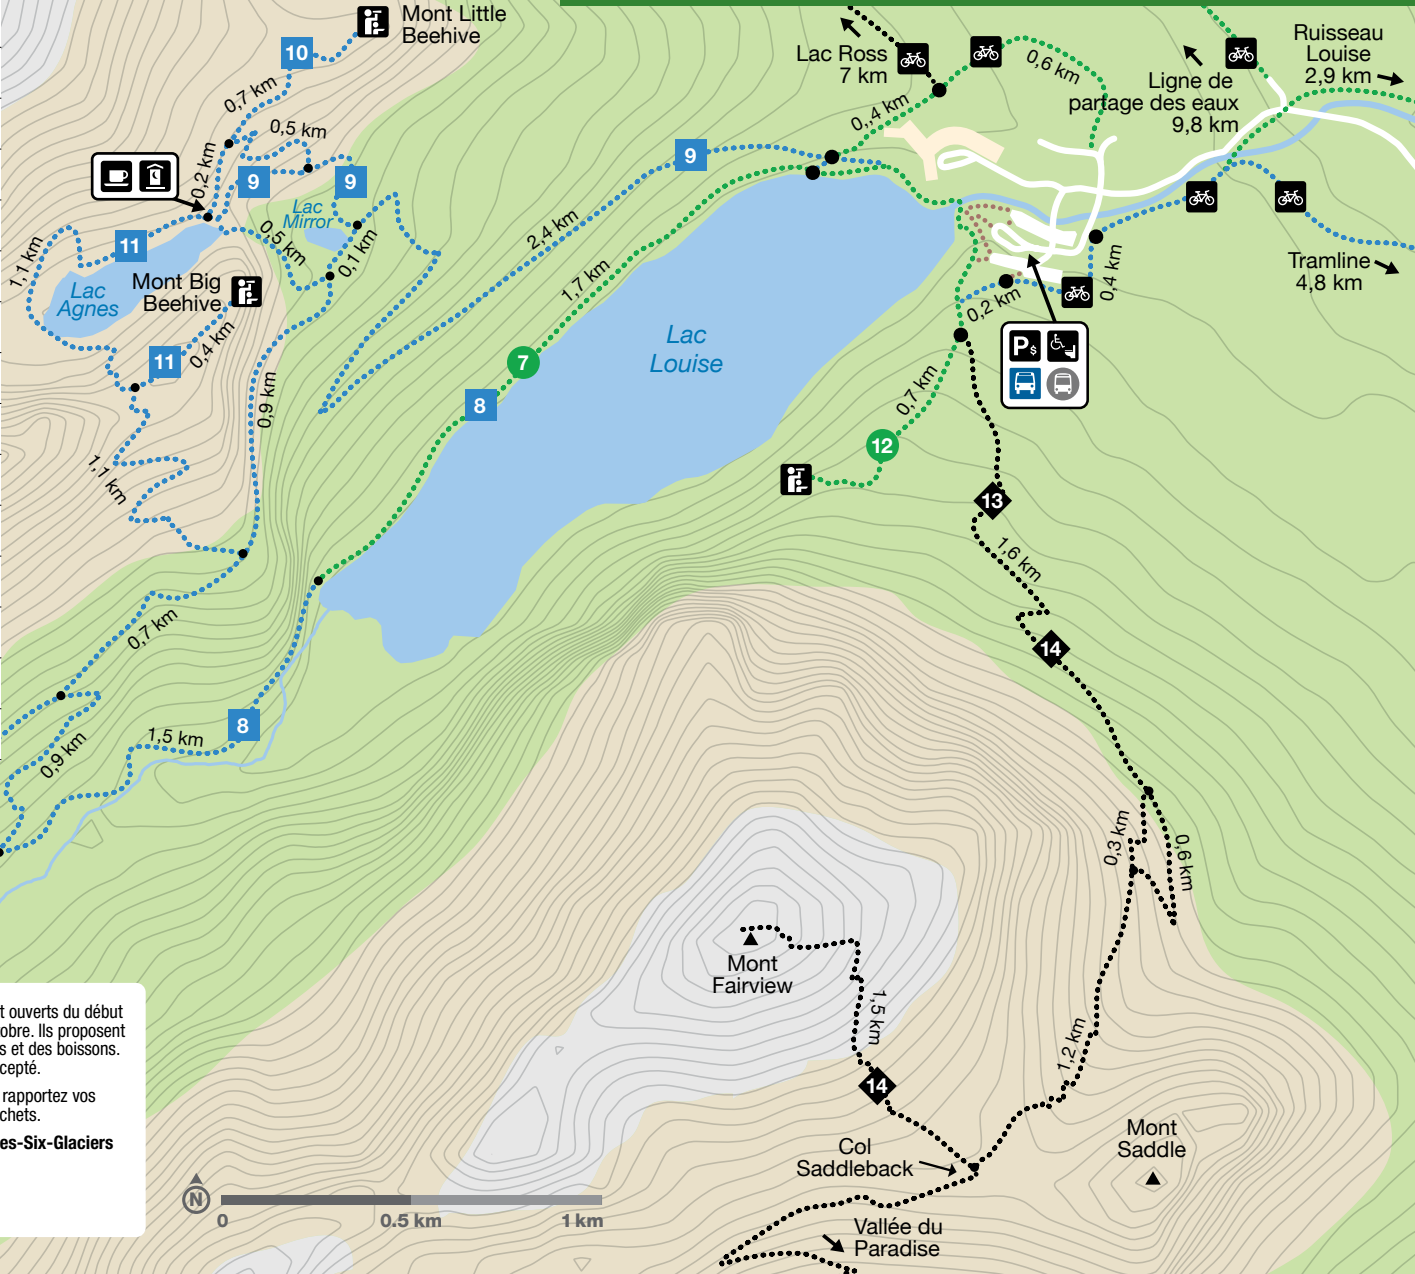 Mont Little
Beehive
10
0,7 km
0,5 km
0,2 km
9
9
Lac
Mirror
0,5 km
0,1 km
11
1,1 km
Lac
Agnes
Mont Big
Beehive
11
0,4 km
0,9 km
1,1 km
0,7 km
0,9 km
1,5 km
8
9
2,4 km
1,7 km
7
8
Lac
Louise
Lac Ross
7 km
0,,4 km
0,6 km
Ligne de
partage des eaux
9,8 km
Ruisseau
Louise
2,9 km
Tramline
4,8 km
0,4 km
0,2 km
P$
0,7 km
12
13
1,6 km
14
0,3 km
0,6 km
1,2 km
Mont
Fairview
1,5 km
14
Col
Saddleback
Mont
Saddle
Vallée du
Paradise
t ouverts du début
obre. Ils proposent
s et des boissons.
cepté.
rapportez vos
chets.
es-Six-Glaciers
N
0
0.5 km
1 km